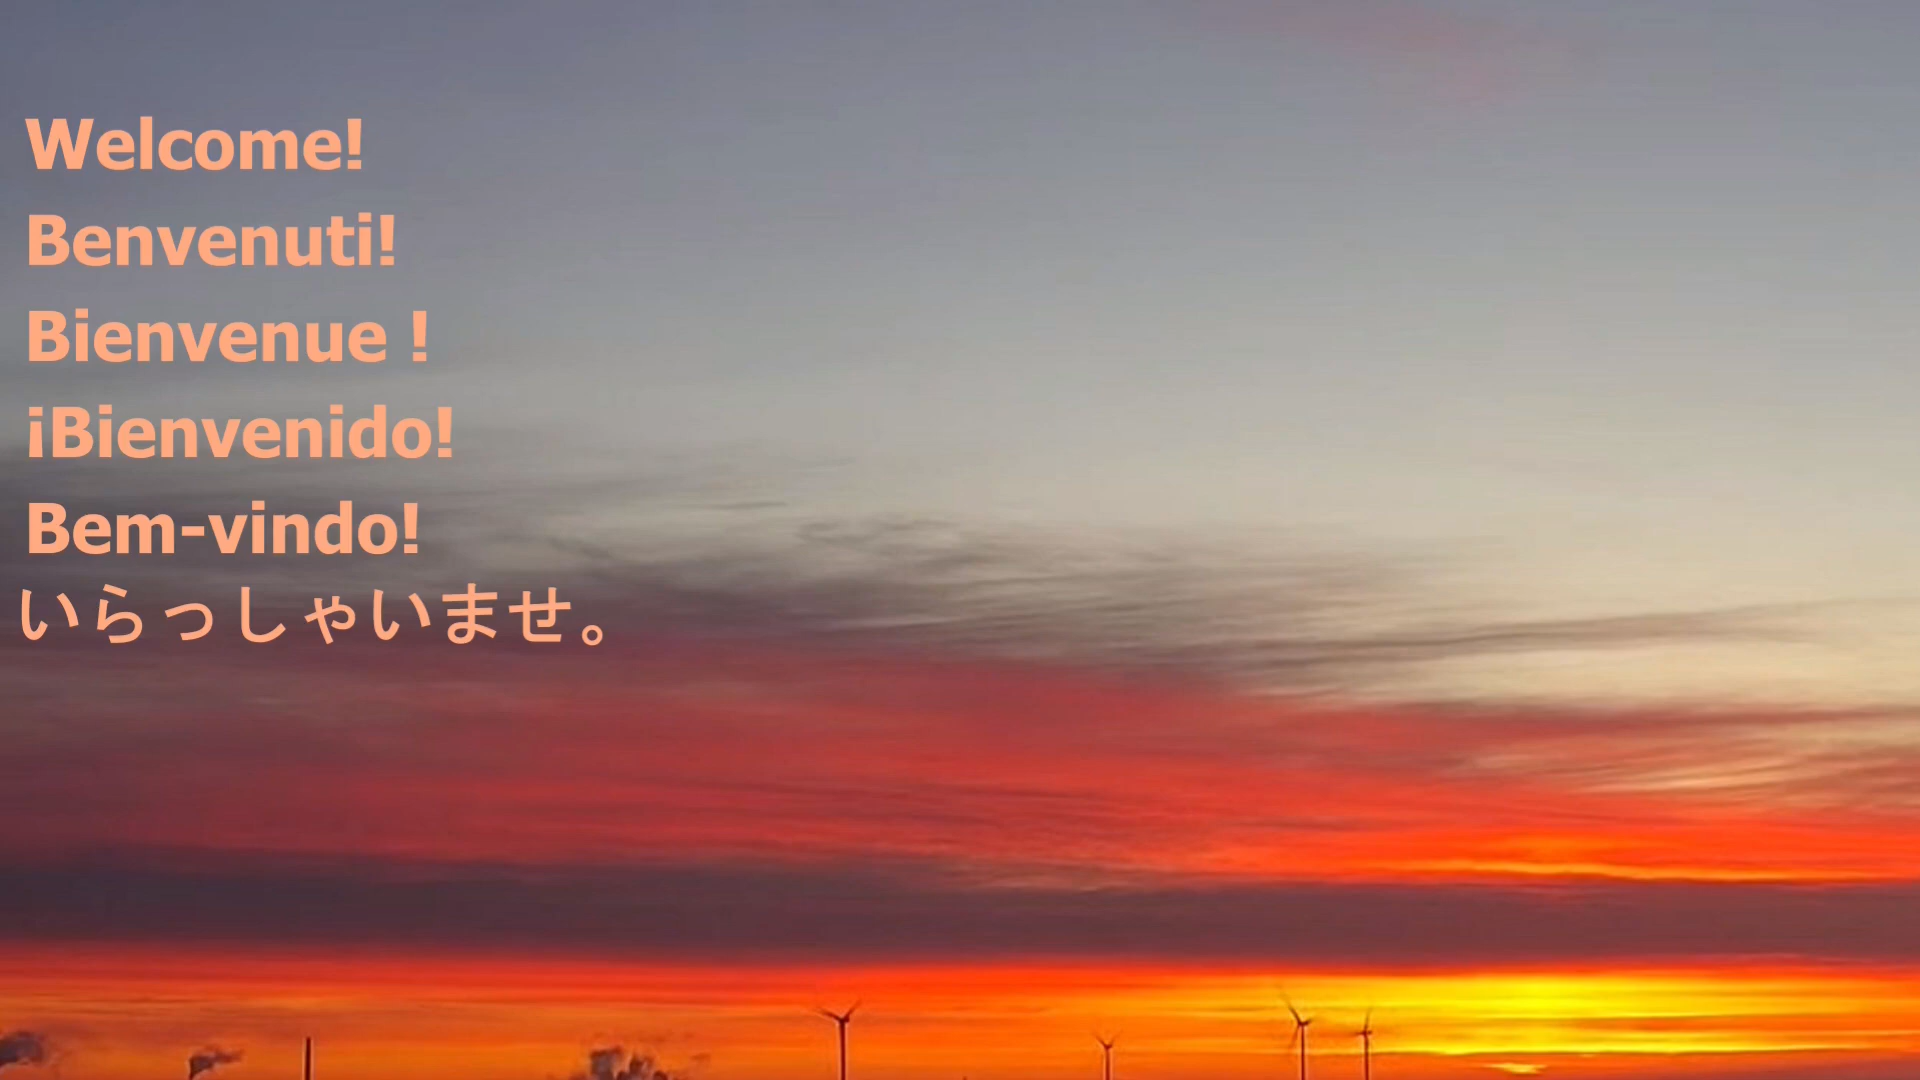 Welcome!
Benvenuti!
Bienvenue !
¡Bienvenido!
Bem-vindo!
いらっしゃいませ。